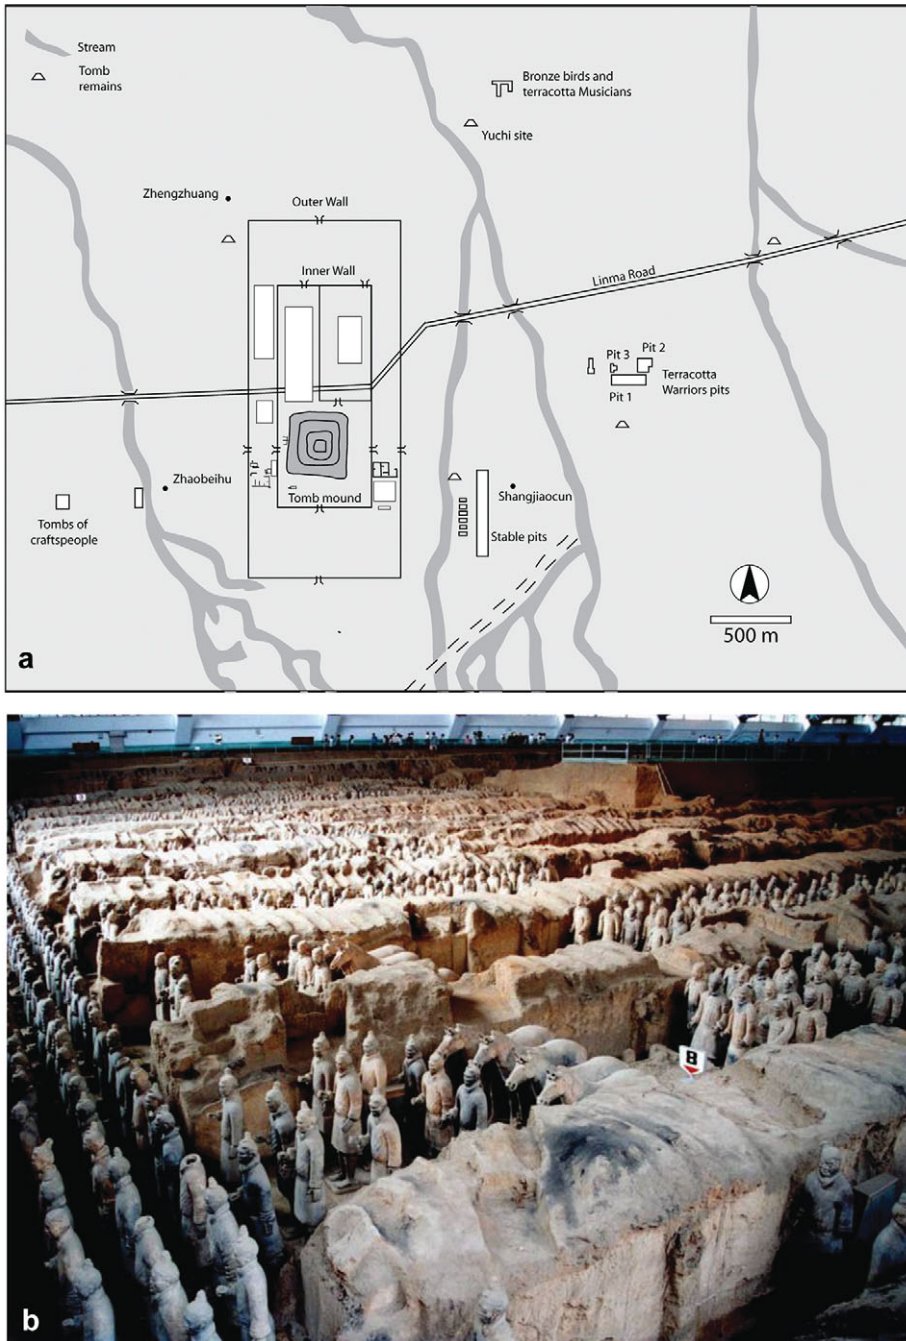 Stream
Tomb
remains
Bronze birds and
terracotta Musicians
Yuchi site
Zhengzhuang
Outer Wall
Inner Wall
Linma Road
Pit 3
Pit 2
Pit 1
Terracotta
Warriors pits
Zhaobeihu
Tomb mound
Shangjiaocun
Tombs of
craftspeople
Stable pits
500 m
a
B
b